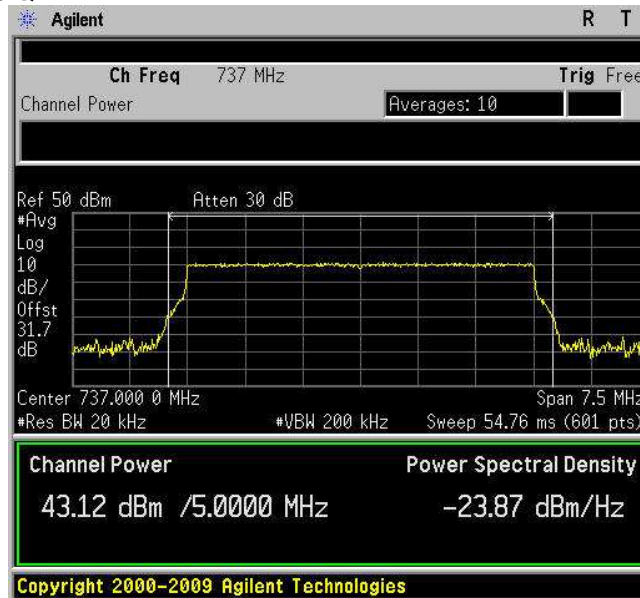 Agilent R T
Ch Freq 737 MHz Trig Free
Channel Power Averages: 10
Ref 50 dBm Atten 30 dB
#Avg
Log
10
dB/
Offst
31.7
dB
Center 737.000 0 MHz Span 7.5 MHz
#Res BW 20 kHz #VBW 200 kHz Sweep 54.76 ms (601 pts)
Channel Power Power Spectral Density
43.12 dBm /5.0000 MHz -23.87 dBm/Hz
Copyright 2000-2009 Agilent Technologies